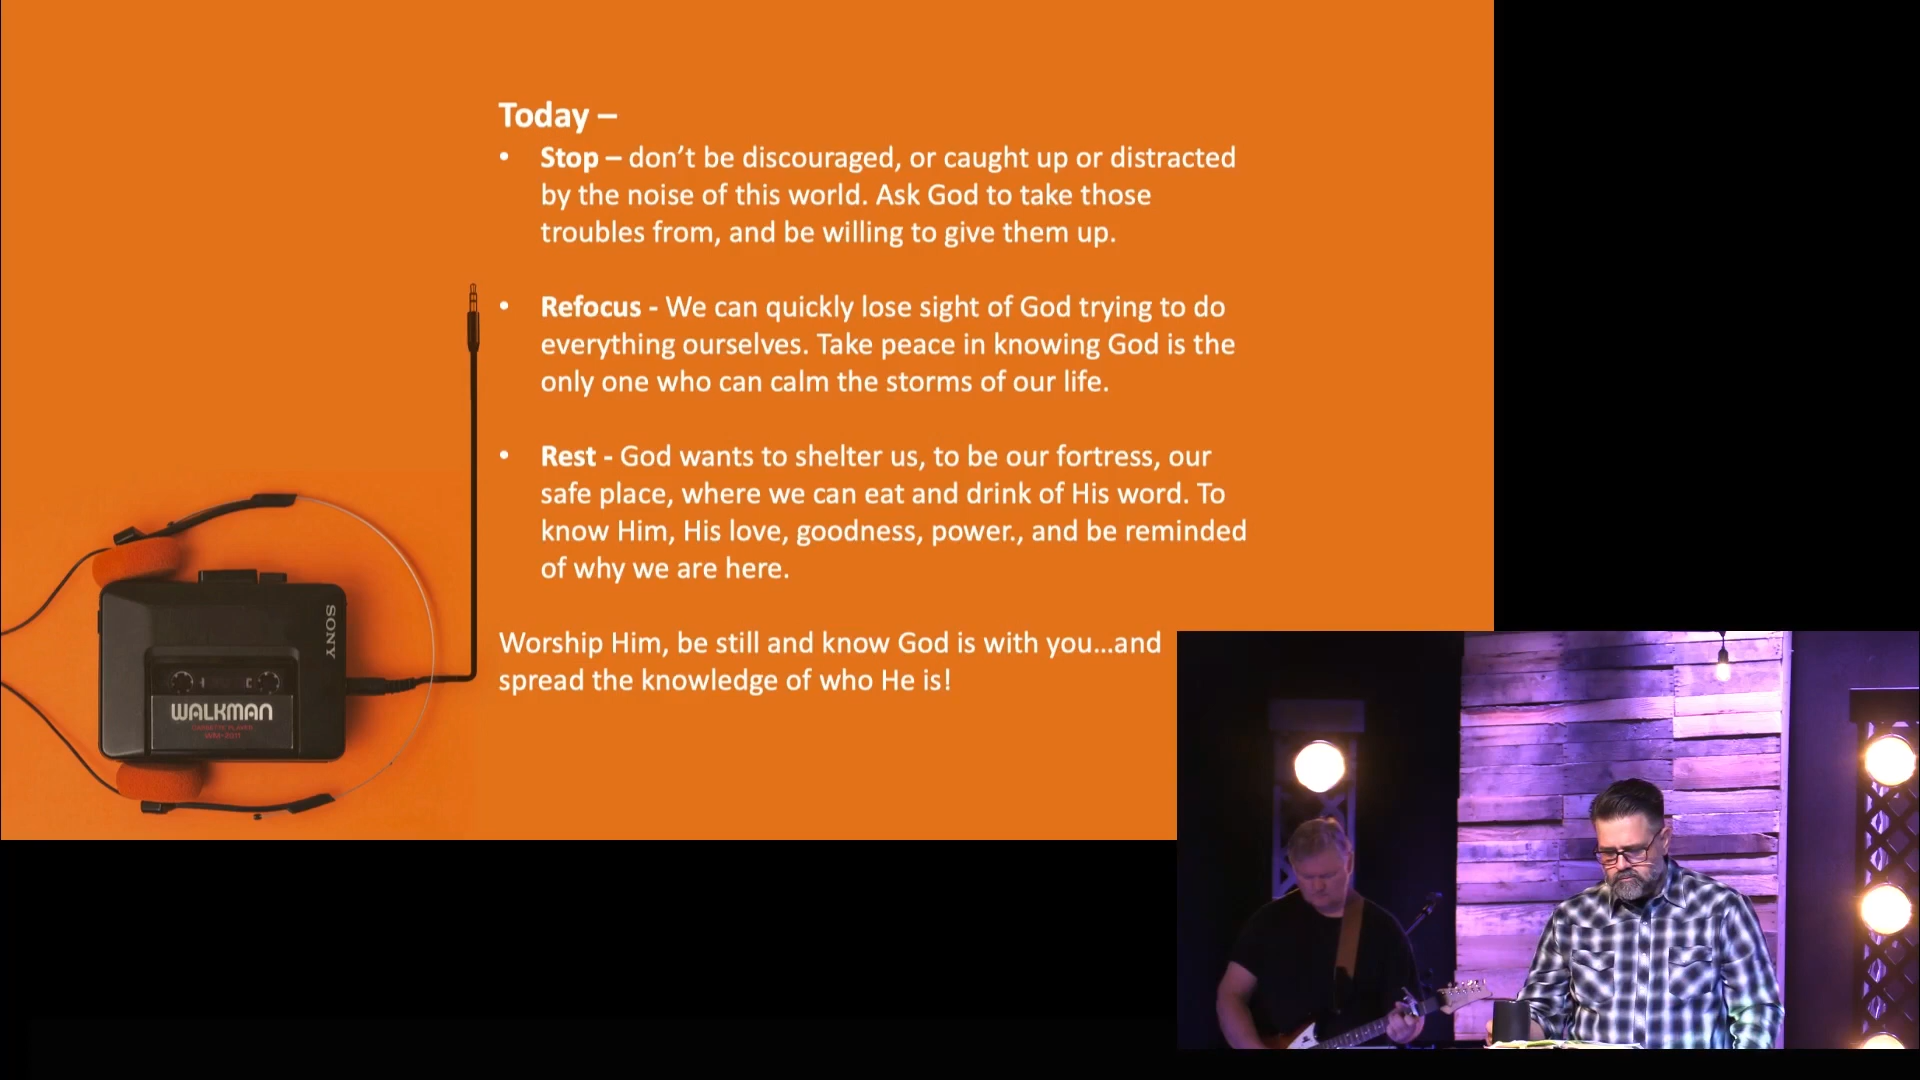 Today –
• Stop – don’t be discouraged, or caught up or distracted
by the noise of this world. Ask God to take those
troubles from, and be willing to give them up.
• Refocus - We can quickly lose sight of God trying to do
everything ourselves. Take peace in knowing God is the
only one who can calm the storms of our life.
• Rest - God wants to shelter us, to be our fortress, our
safe place, where we can eat and drink of His word. To
know Him, His love, goodness, power., and be reminded
of why we are here.
Worship Him, be still and know God is with you...and
spread the knowledge of who He is!
SONY
WALKMAN